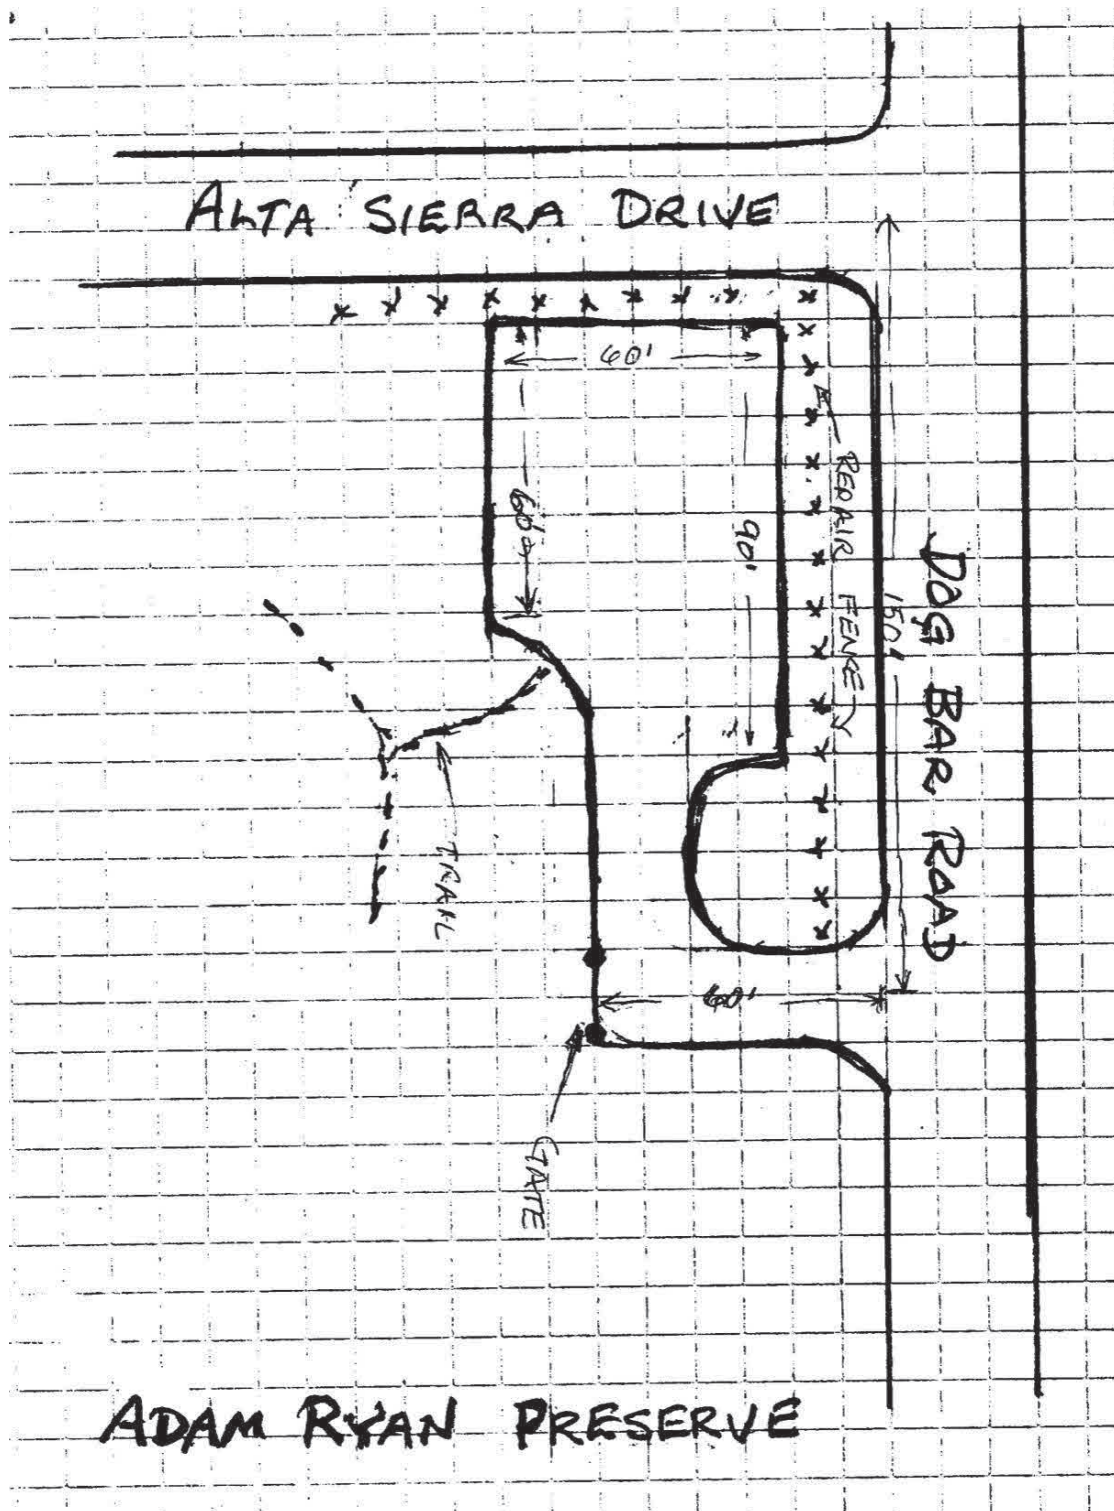 ALTA SIERRA DRIVE
60'
60'
90'
REPAIR FENCE
150'
DOG BAR ROAD
TRAIL
60'
GATE
ADAM RYAN PRESERVE